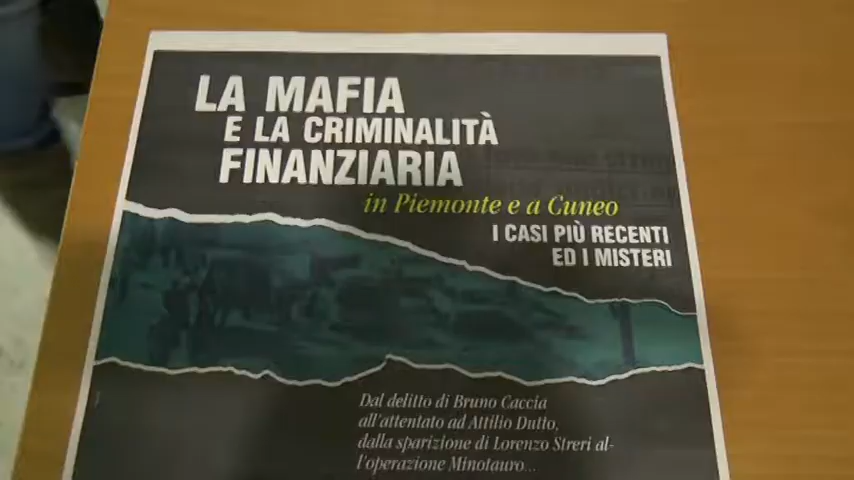 LA MAFIA
E LA CRIMINALITÀ
FINANZIARIA
in Piemonte e a Cuneo
I CASI PIÙ RECENTI
ED I MISTERI
Dal delitto di Bruno Caccia
all'attentato ad Attilio Dutto,
dalla sparizione di Lorenzo Streri al-
l'operazione Minotauro...